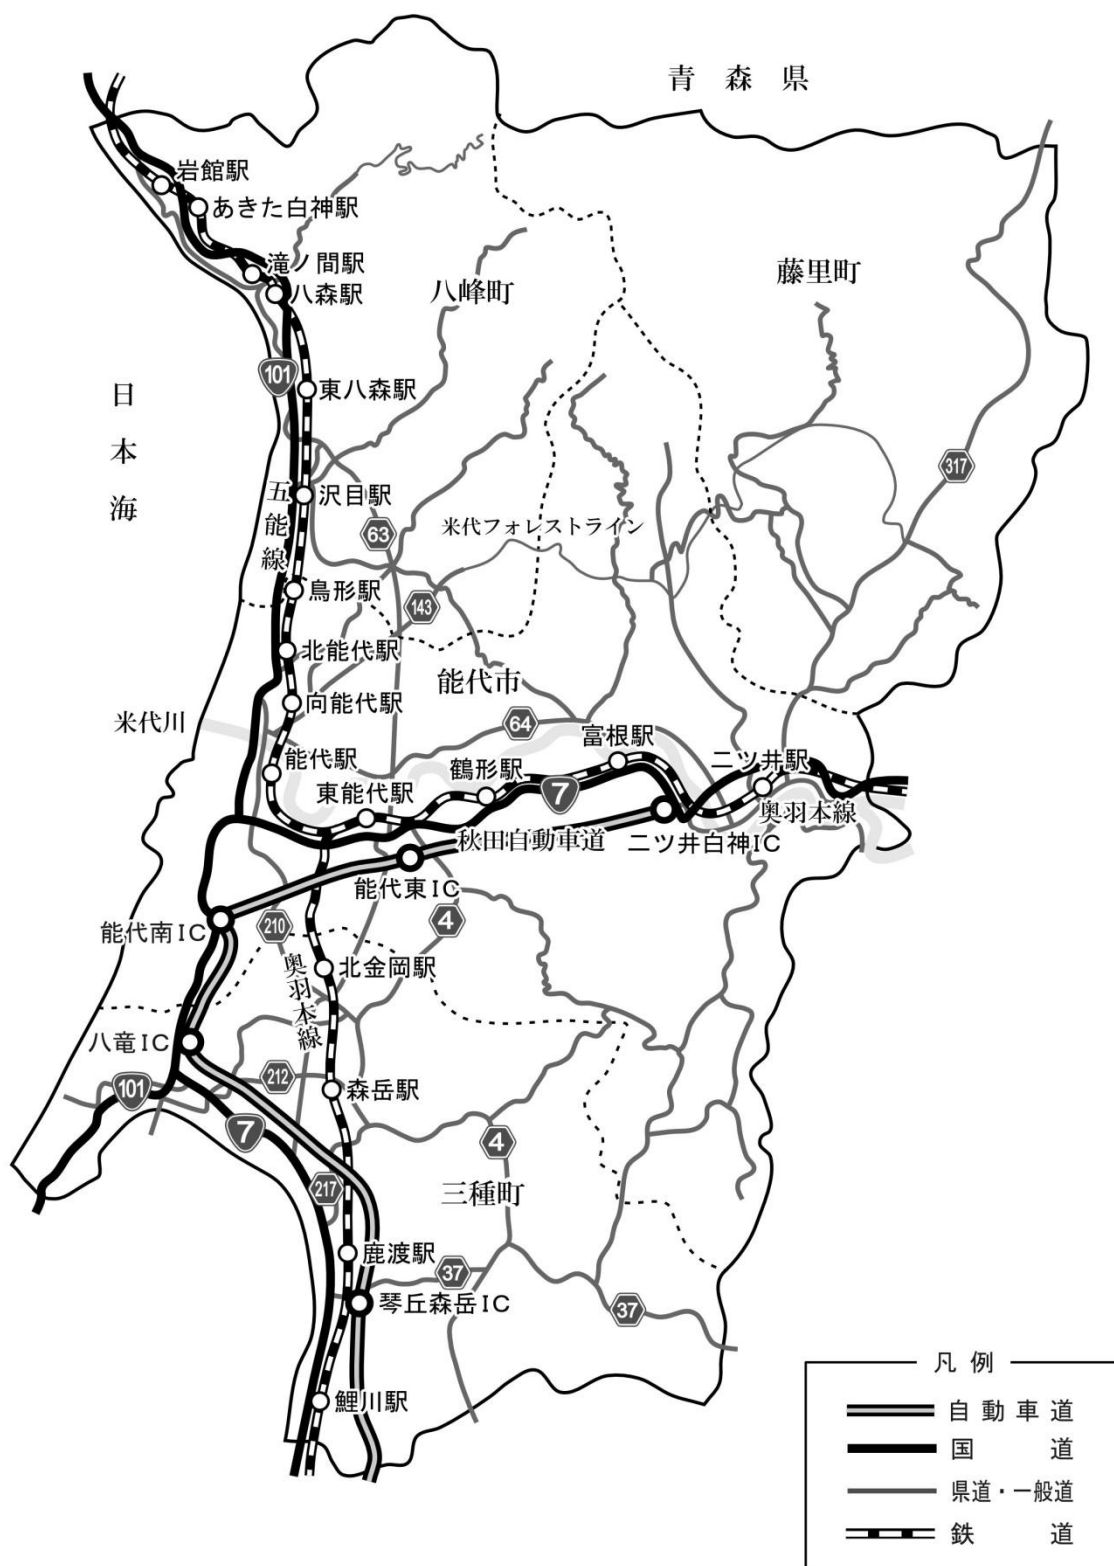 青森県
岩館駅
あきた白神駅
滝ノ間駅
八森駅
八峰町
藤里町
101
東八森駅
日本海
317
五能線
沢目駅
63
米代フォレストライン
鳥形駅
143
北能代駅
能代市
向能代駅
米代川
64
富根駅
能代駅
鶴形駅
二ツ井駅
7
東能代駅
奥羽本線
秋田自動車道
二ツ井白神IC
能代東IC
能代南IC
210
4
奥羽本線
北金岡駅
八竜IC
101
212
森岳駅
7
4
217
三種町
鹿渡駅
37
琴丘森岳IC
37
鯉川駅
凡例
自動車道
国道
県道・一般道
鉄道